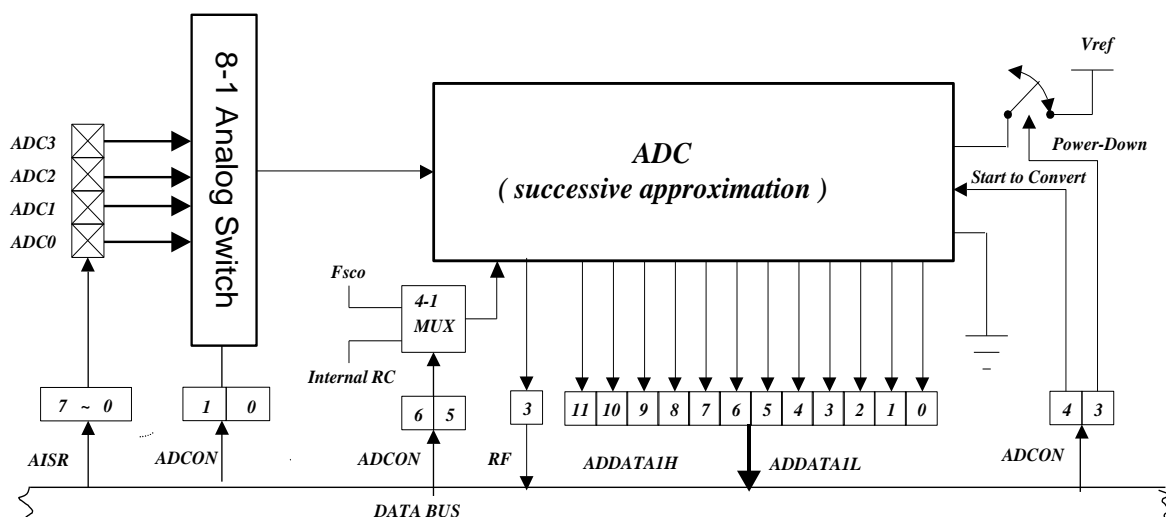 8-1 Analog Switch
ADC3
ADC2
ADC1
ADC0
ADC
( successive approximation )
Vref
Power-Down
Start to Convert
Fsco
4-1
MUX
Internal RC
7 ~ 0
1 0
6 5
3
11 10 9 8 7 6 5 4 3 2 1 0
4 3
AISR
ADCON
ADCON
RF
ADDATA1H
ADDATA1L
ADCON
DATA BUS